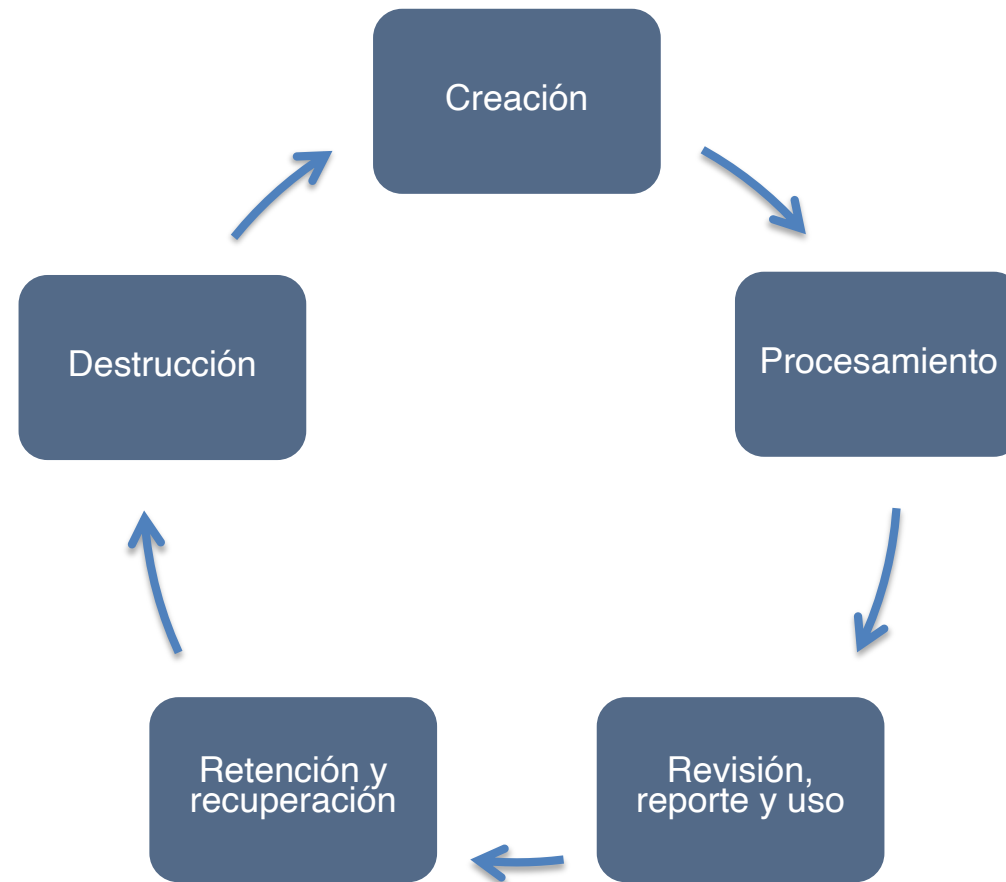 Creación
Procesamiento
Revisión,
reporte y uso
Retención y
recuperación
Destrucción